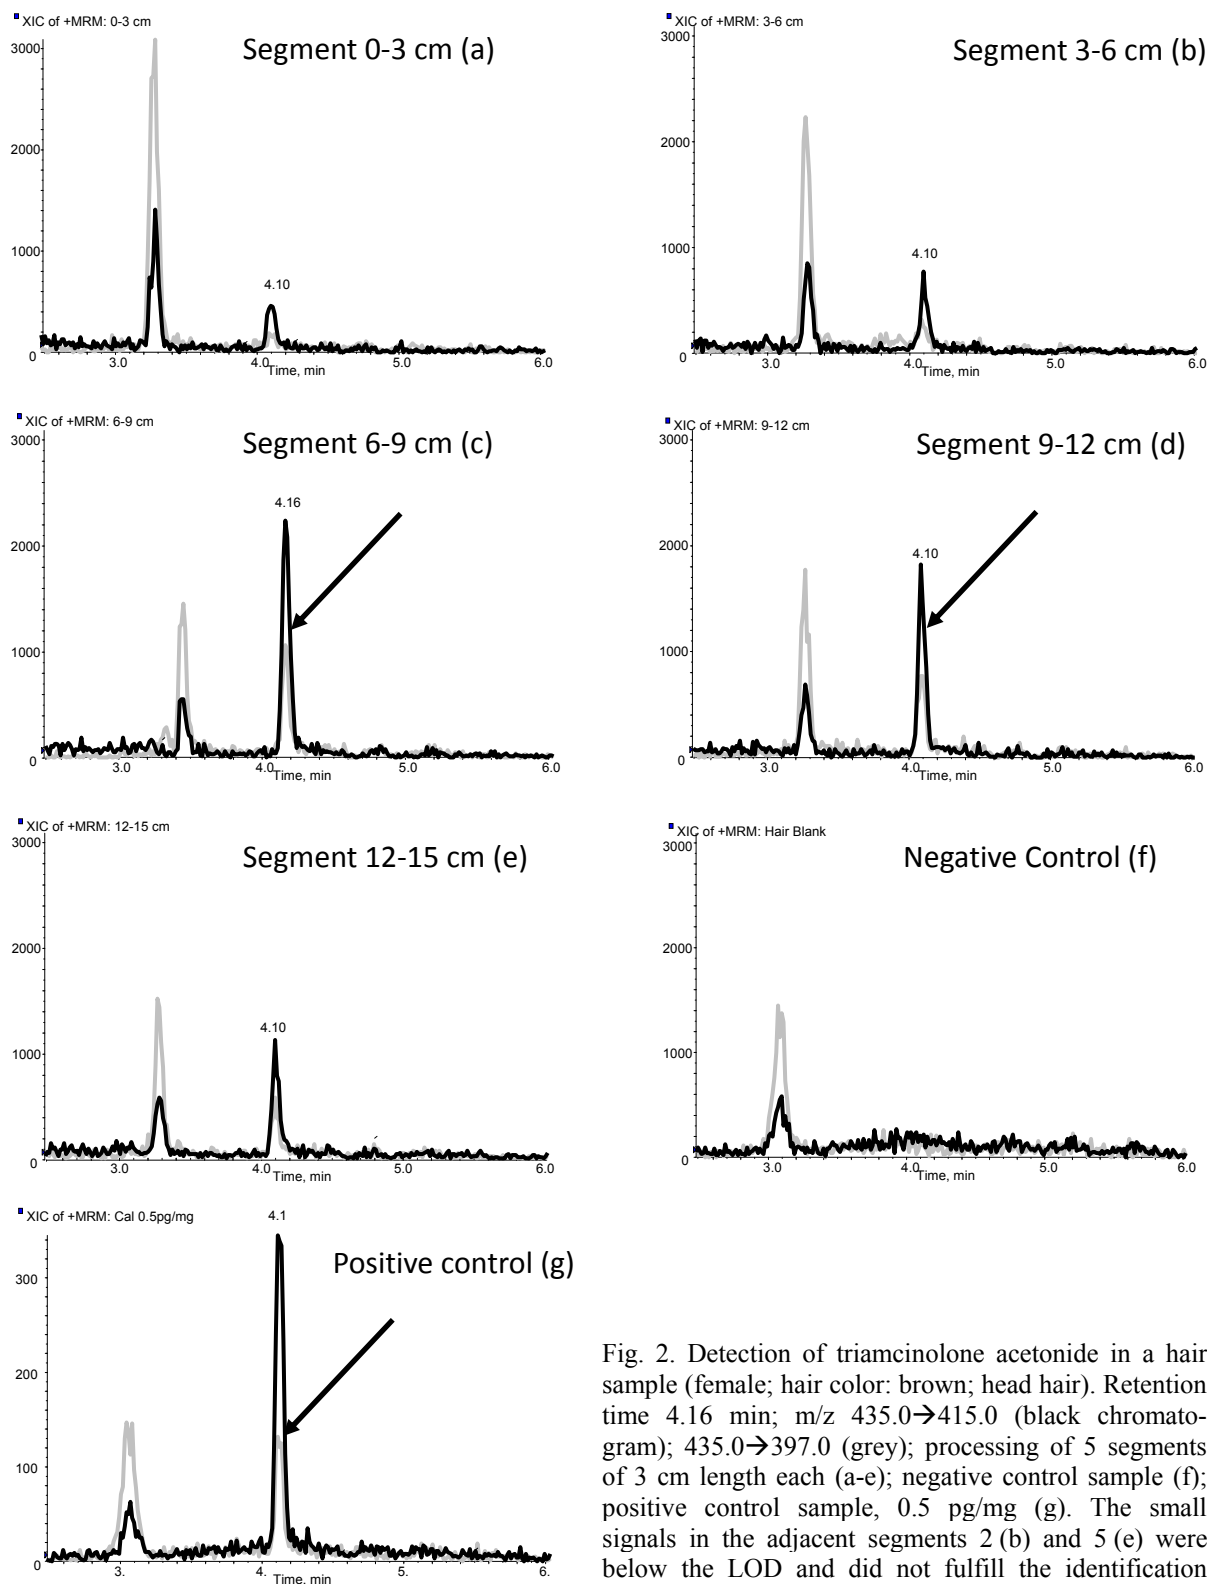 XIC of +MRM: 0-3 cm
Segment 0-3 cm (a)
3000
2000
1000
0
4.10
3.0
4.0
5.0
6.0
Time, min
XIC of +MRM: 3-6 cm
Segment 3-6 cm (b)
3000
2000
1000
0
4.10
3.0
4.0
5.0
6.0
Time, min
XIC of +MRM: 6-9 cm
Segment 6-9 cm (c)
3000
2000
1000
0
4.16
3.0
4.0
5.0
6.0
Time, min
XIC of +MRM: 9-12 cm
Segment 9-12 cm (d)
3000
2000
1000
0
4.10
3.0
4.0
5.0
6.0
Time, min
XIC of +MRM: 12-15 cm
Segment 12-15 cm (e)
3000
2000
1000
0
4.10
3.0
4.0
5.0
6.0
Time, min
XIC of +MRM: Hair Blank
Negative Control (f)
3000
2000
1000
0
3.0
4.0
5.0
6.0
Time, min
XIC of +MRM: Cal 0.5pg/mg
Positive control (g)
300
200
100
0
4.1
3.
4.
5.
6.
Time, min
Fig. 2. Detection of triamcinolone acetonide in a hair
sample (female; hair color: brown; head hair). Retention
time 4.16 min; m/z 435.0→415.0 (black chromato-
gram); 435.0→397.0 (grey); processing of 5 segments
of 3 cm length each (a-e); negative control sample (f);
positive control sample, 0.5 pg/mg (g). The small
signals in the adjacent segments 2 (b) and 5 (e) were
below the LOD and did not fulfill the identification